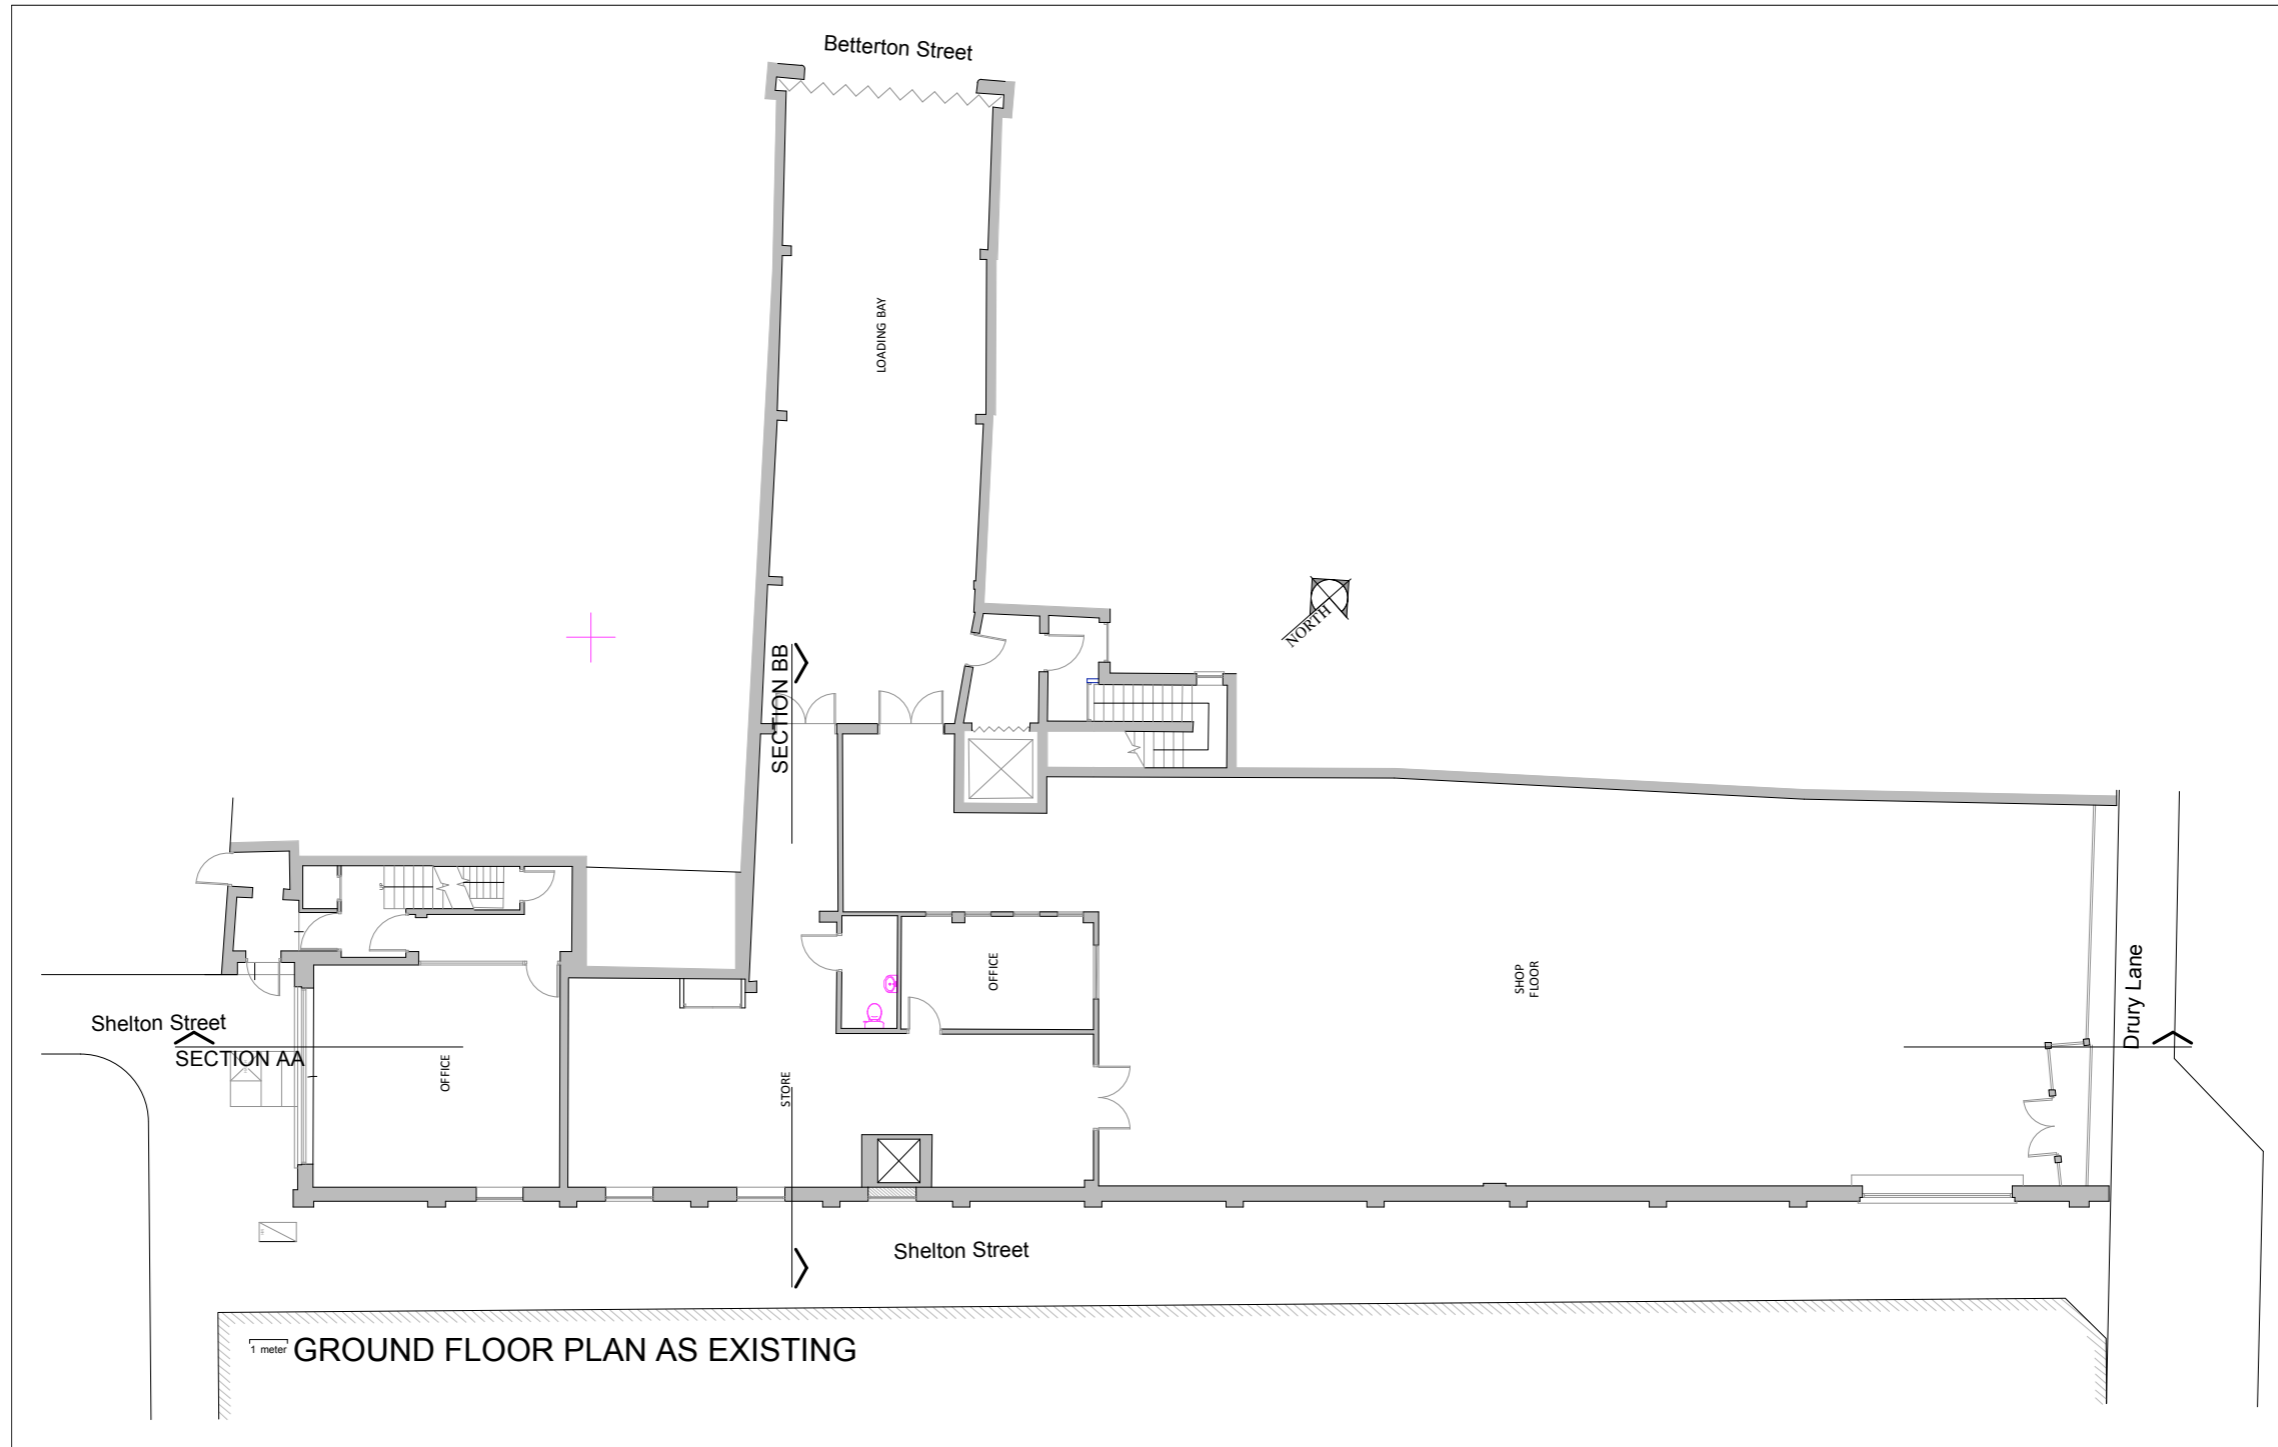 Betterton Street
LOADING BAY
NORTH
SECTION BB
UP
OFFICE
SHOP
FLOOR
Drury Lane
Shelton Street
SECTION AA
OFFICE
STORE
Shelton Street
1 meter
GROUND FLOOR PLAN AS EXISTING